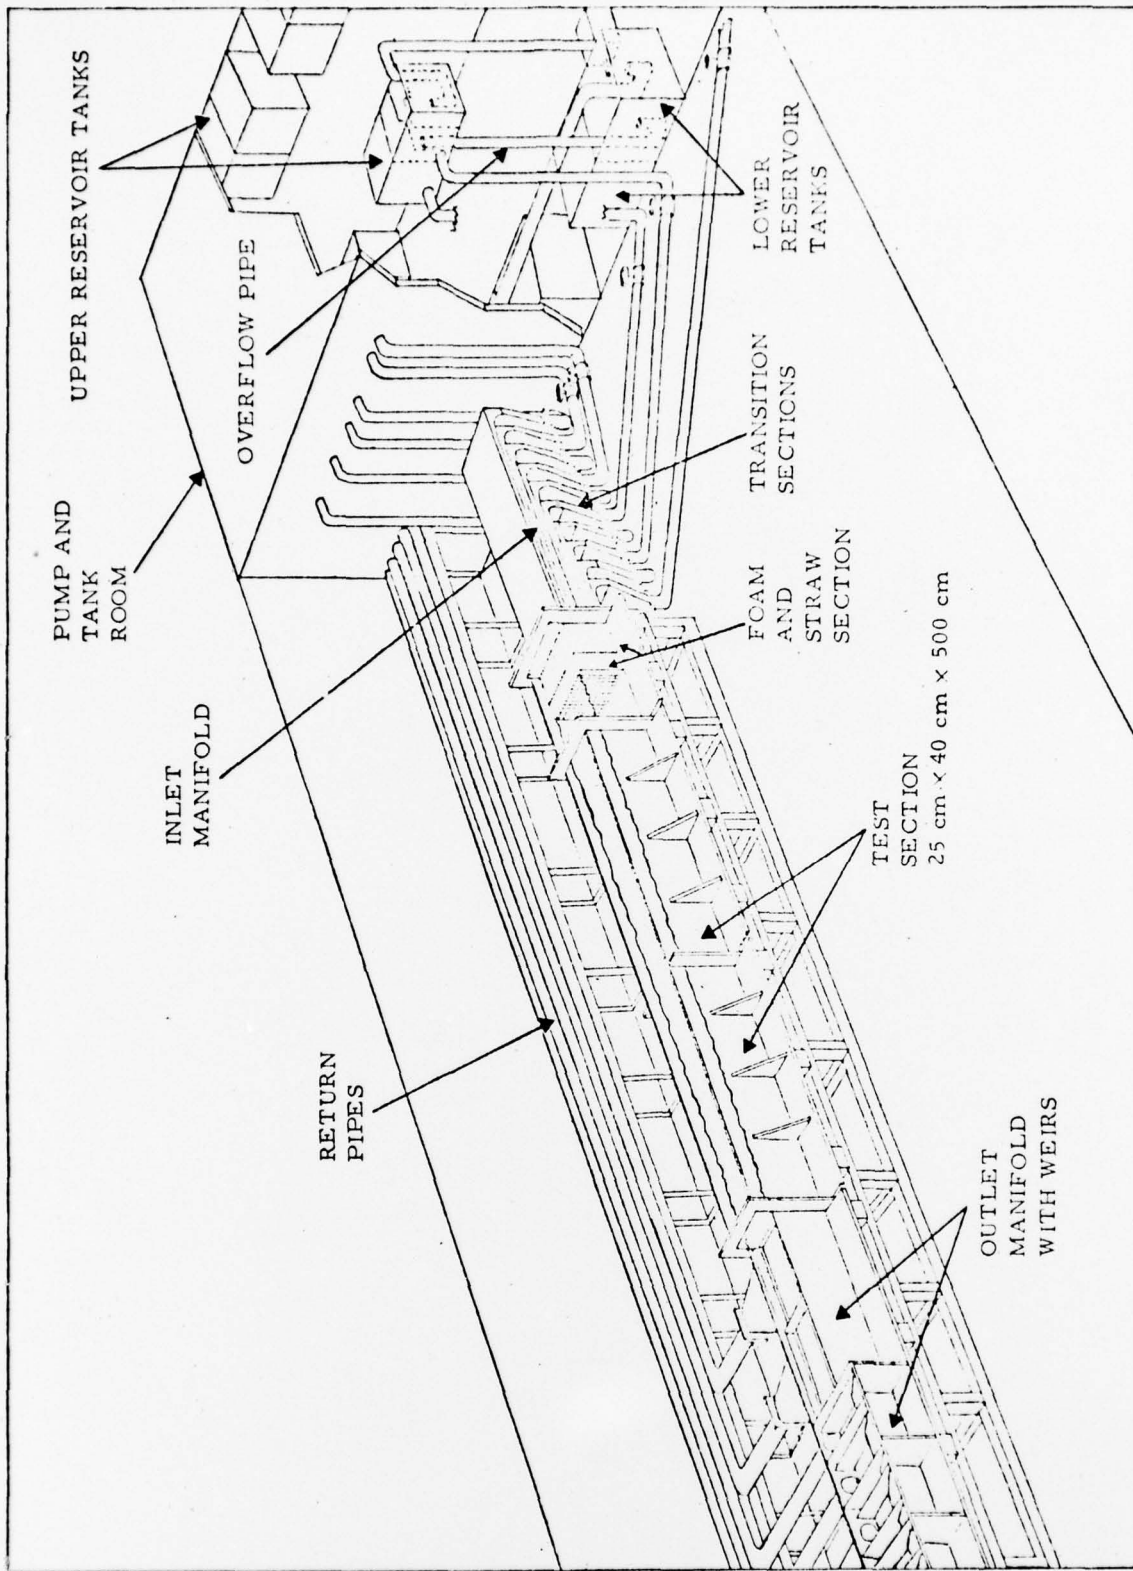 UPPER RESERVOIR TANKS
PUMP AND
TANK
ROOM
OVERFLOW PIPE
INLET
MANIFOLD
RETURN
PIPES
LOWER
RESERVOIR
TANKS
TRANSITION
SECTIONS
FOAM
AND
STRAW
SECTION
TEST
SECTION
25 cm × 40 cm × 500 cm
OUTLET
MANIFOLD
WITH WEIRS